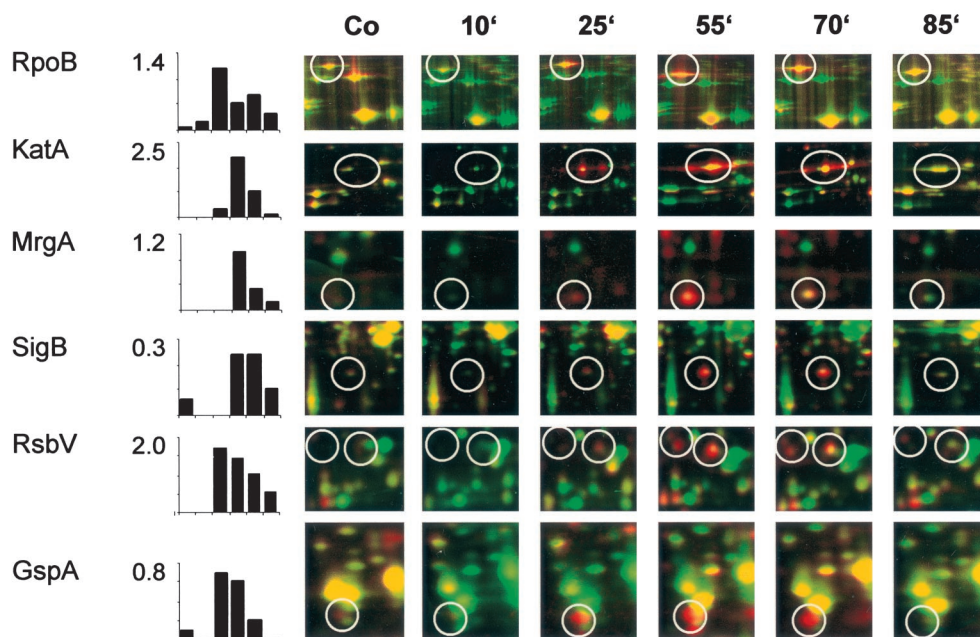 Co 10‘ 25‘ 55‘ 70‘ 85‘
RpoB 1.4
KatA 2.5
MrgA 1.2
SigB 0.3
RsbV 2.0
GspA 0.8